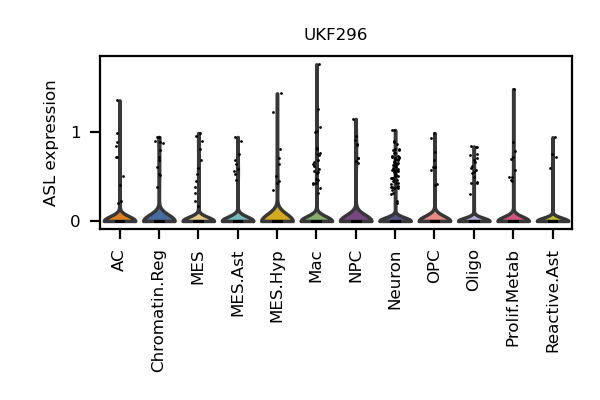 UKF296
ASL expression
1
0
AC
Chromatin.Reg
MES
MES.Ast
MES.Hyp
Mac
NPC
Neuron
OPC
Oligo
Prolif.Metab
Reactive.Ast